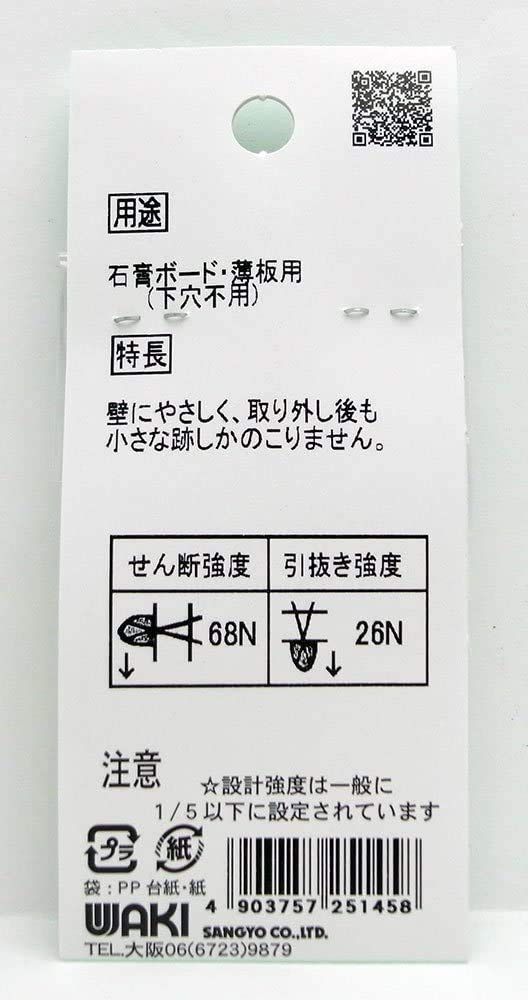 用途
石膏ボード・薄板用
(下穴不用)
特長
壁にやさしく、取り外し後も
小さな跡しかのこりません。
せん断強度 引抜き強度
68N 26N
注意
☆設計強度は一般に
1/5以下に設定されています
プラ 紙
袋:PP 台紙・紙
4 903757 251458
WAKI SANGYO CO.,LTD.
TEL.大阪06(6723)9879